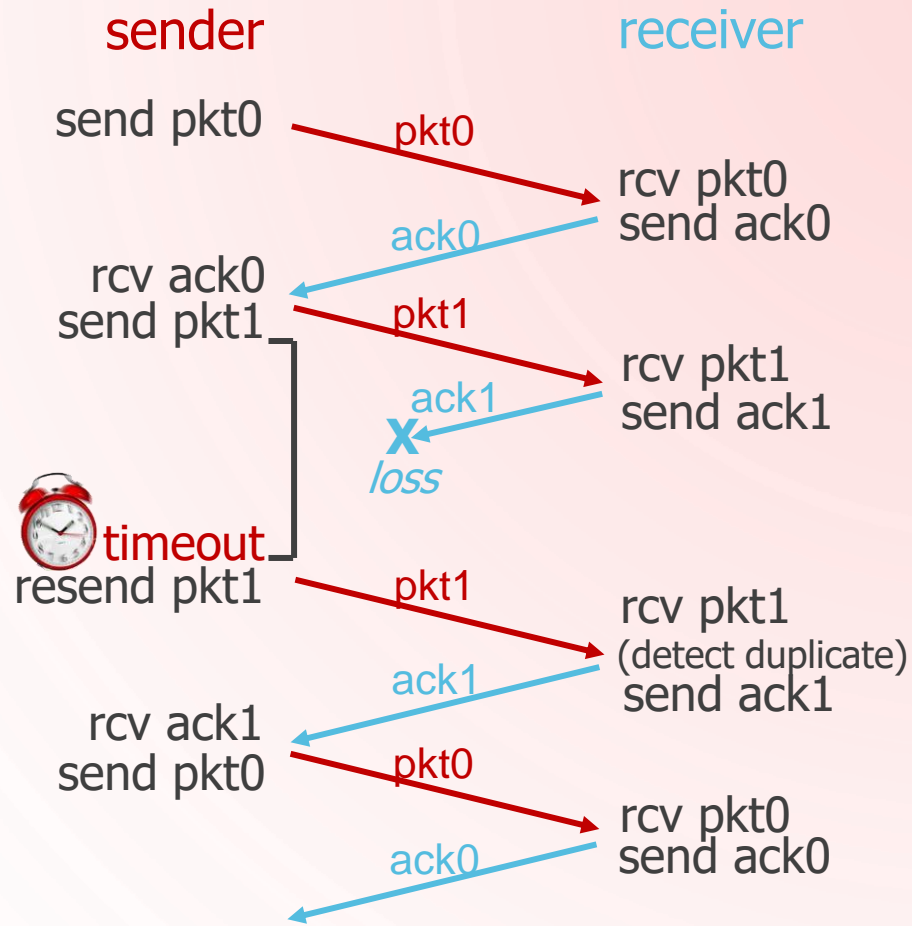 sender receiver
send pkt0
pkt0
rcv pkt0
send ack0
ack0
rcv ack0
send pkt1
pkt1
rcv pkt1
send ack1
ack1
X
loss
timeout
resend pkt1
pkt1
rcv pkt1
(detect duplicate)
send ack1
ack1
rcv ack1
send pkt0
pkt0
rcv pkt0
send ack0
ack0